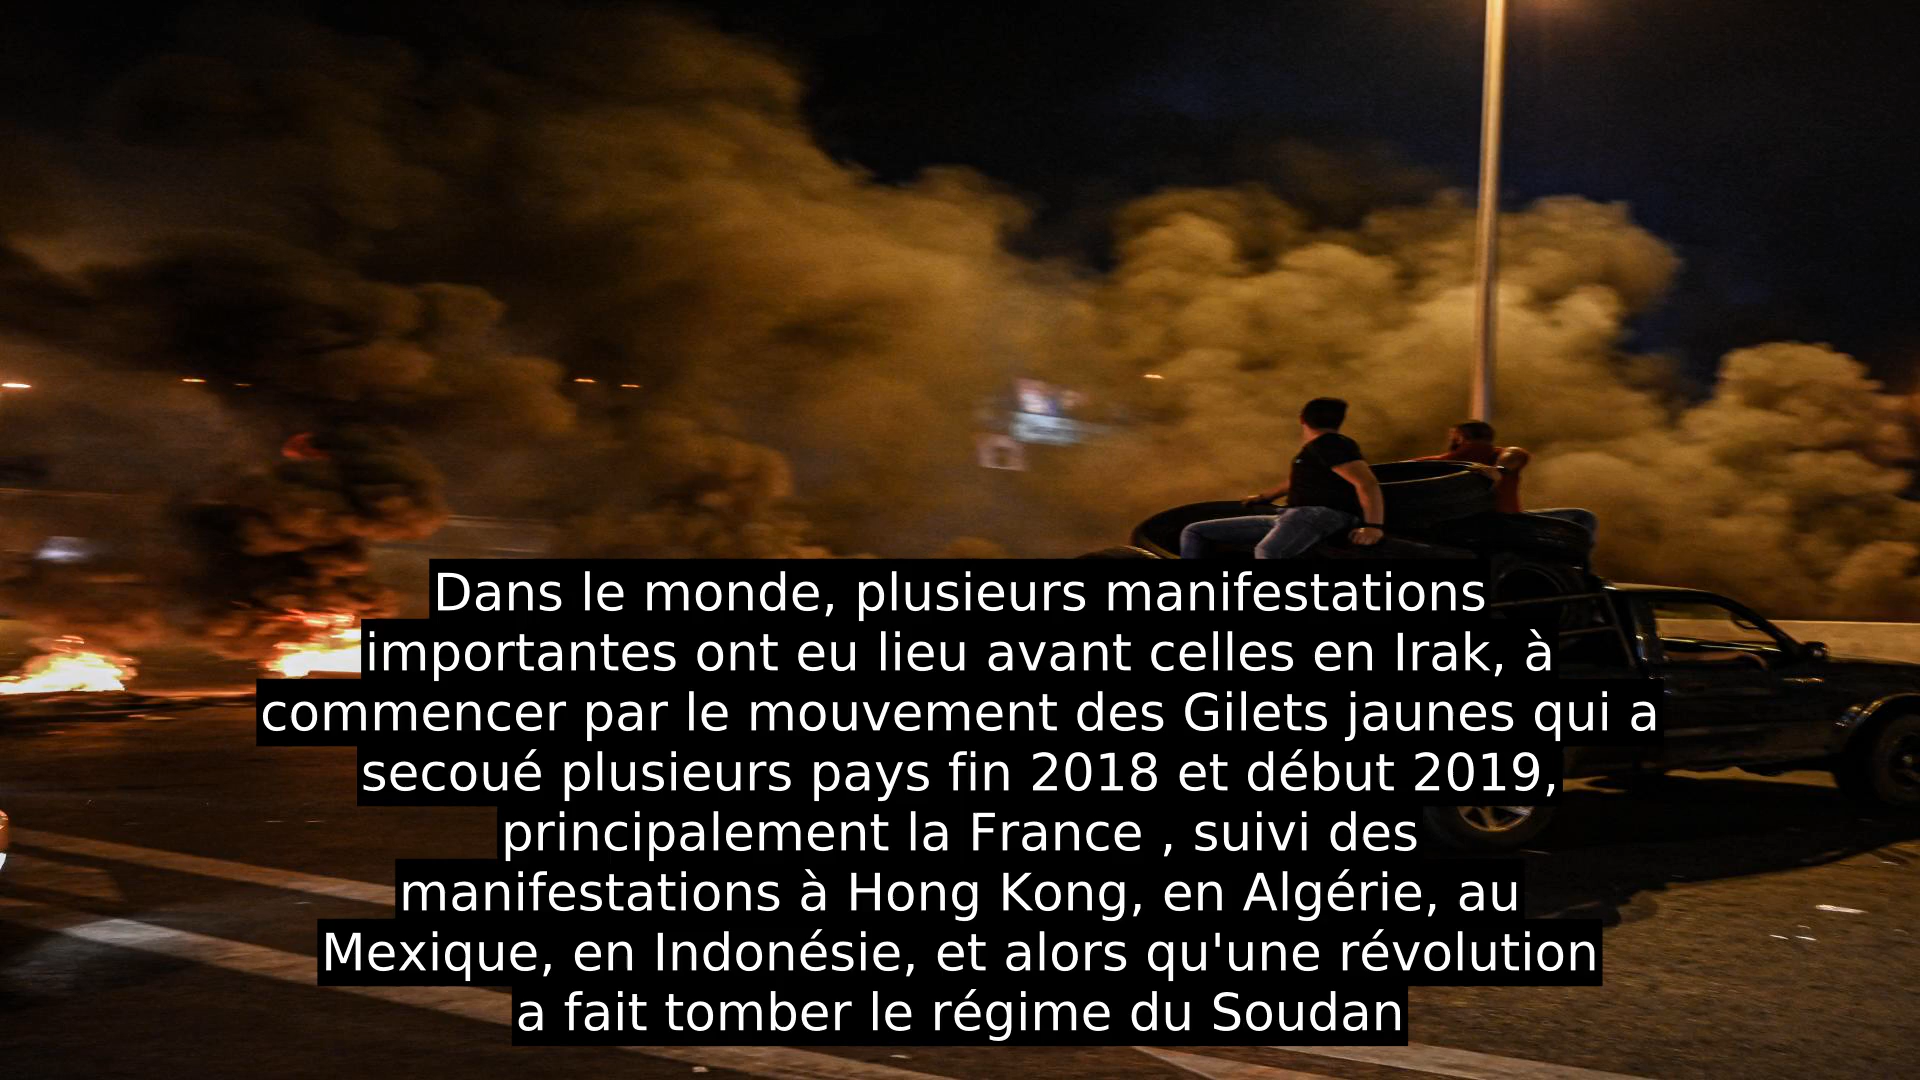 Dans le monde, plusieurs manifestations
importantes ont eu lieu avant celles en Irak, à
commencer par le mouvement des Gilets jaunes qui a
secoué plusieurs pays fin 2018 et début 2019,
principalement la France , suivi des
manifestations à Hong Kong, en Algérie, au
Mexique, en Indonésie, et alors qu'une révolution
a fait tomber le régime du Soudan